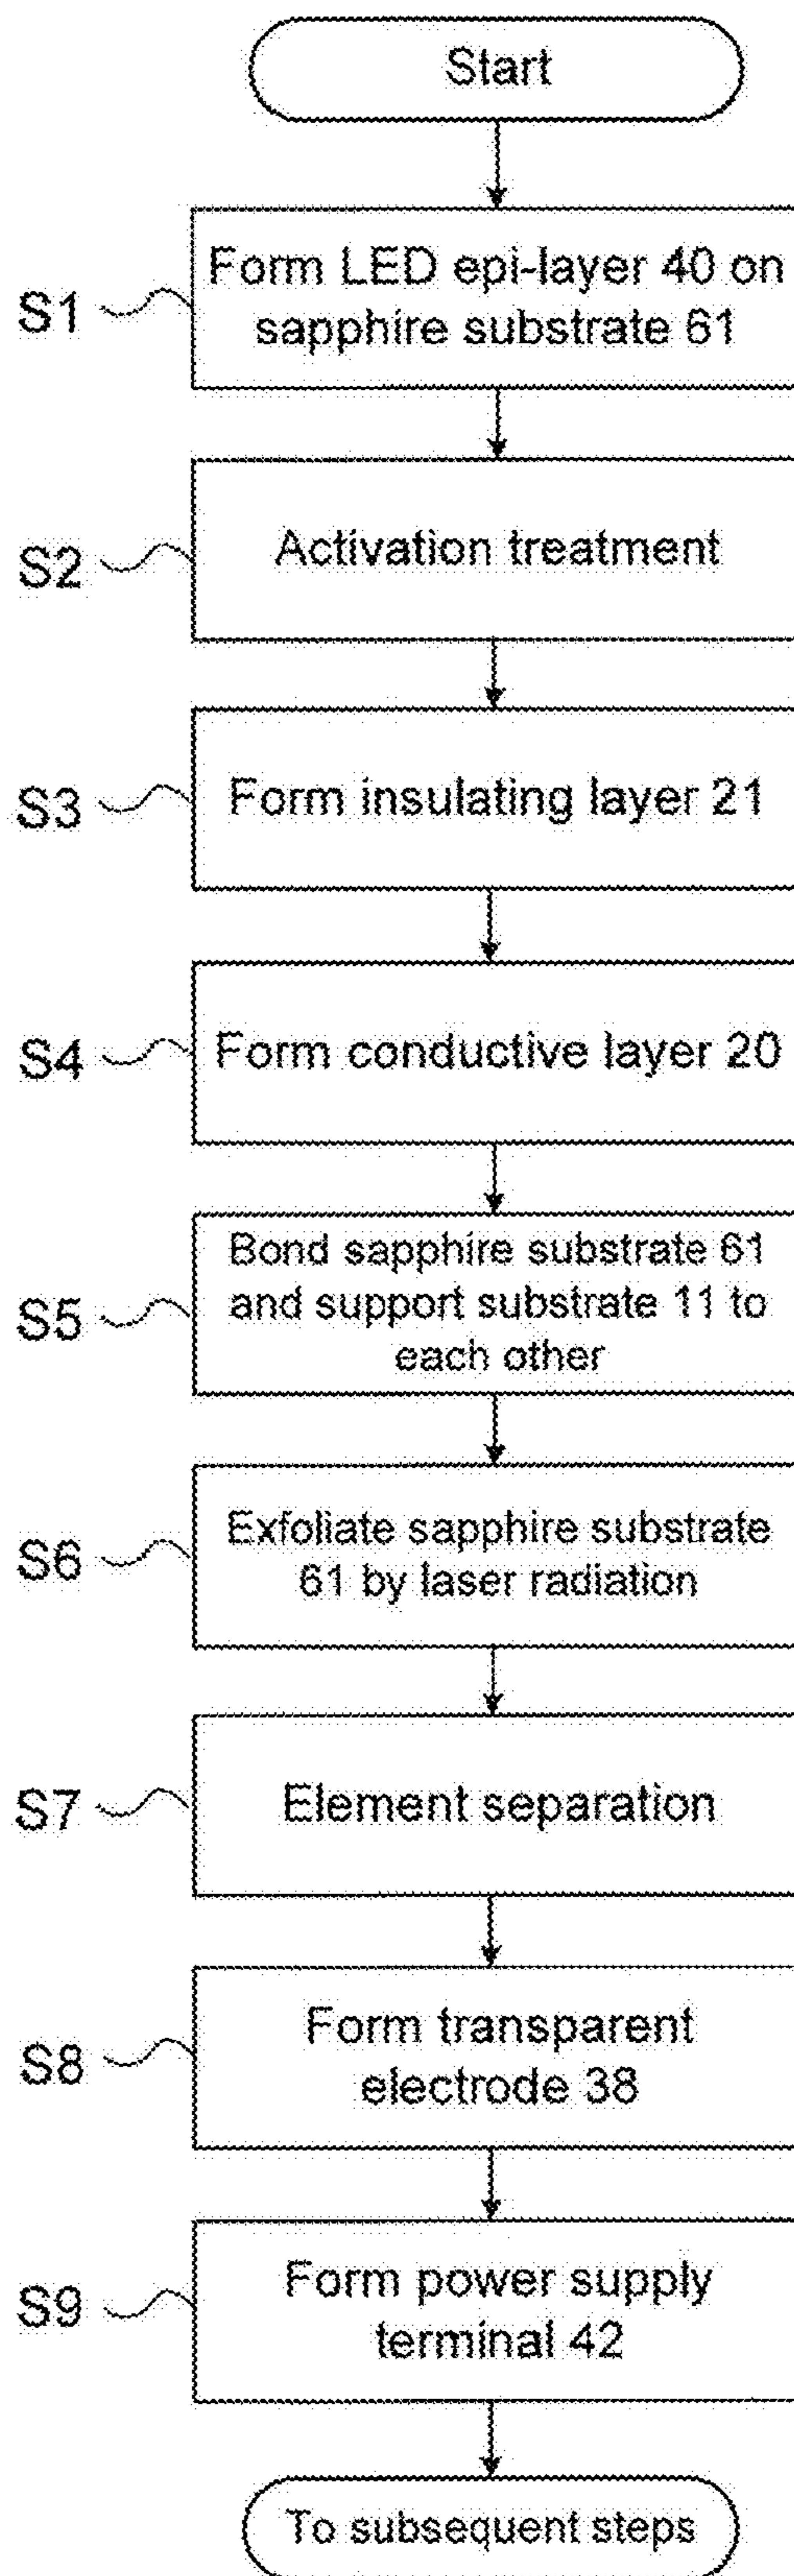 Start
S1
Form LED epi-layer 40 on
sapphire substrate 61
S2
Activation treatment
S3
Form insulating layer 21
S4
Form conductive layer 20
S5
Bond sapphire substrate 61
and support substrate 11 to
each other
S6
Exfoliate sapphire substrate
61 by laser radiation
S7
Element separation
S8
Form transparent
electrode 38
S9
Form power supply
terminal 42
To subsequent steps